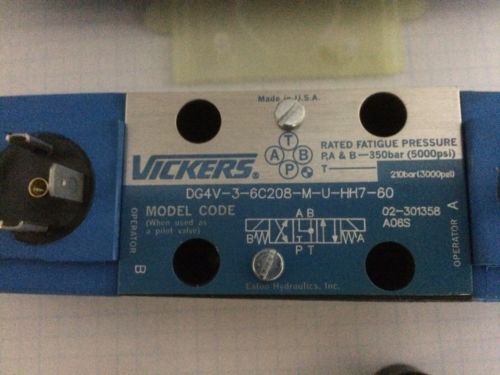 Made in U.S.A.
T
A B
P
VICKERS®
RATED FATIGUE PRESSURE
P,A & B—350bar (5000psi)
T—210bar(3000psi)
DG4V-3-6C208-M-U-HH7-60
MODEL CODE
(When used as
a pilot valve)
A B
B A
P T
02-301358
A06S
OPERATOR B
OPERATOR A
Eaton Hydraulics, Inc.